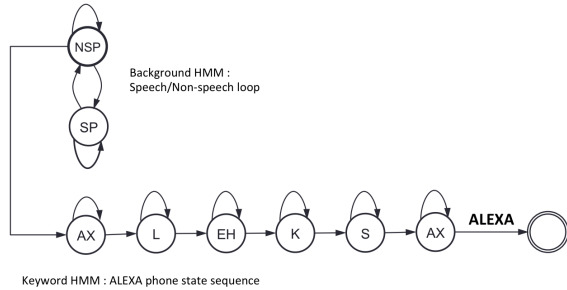 NSP
Background HMM :
Speech/Non-speech loop
SP
ALEXA
AX L EH K S AX
Keyword HMM : ALEXA phone state sequence